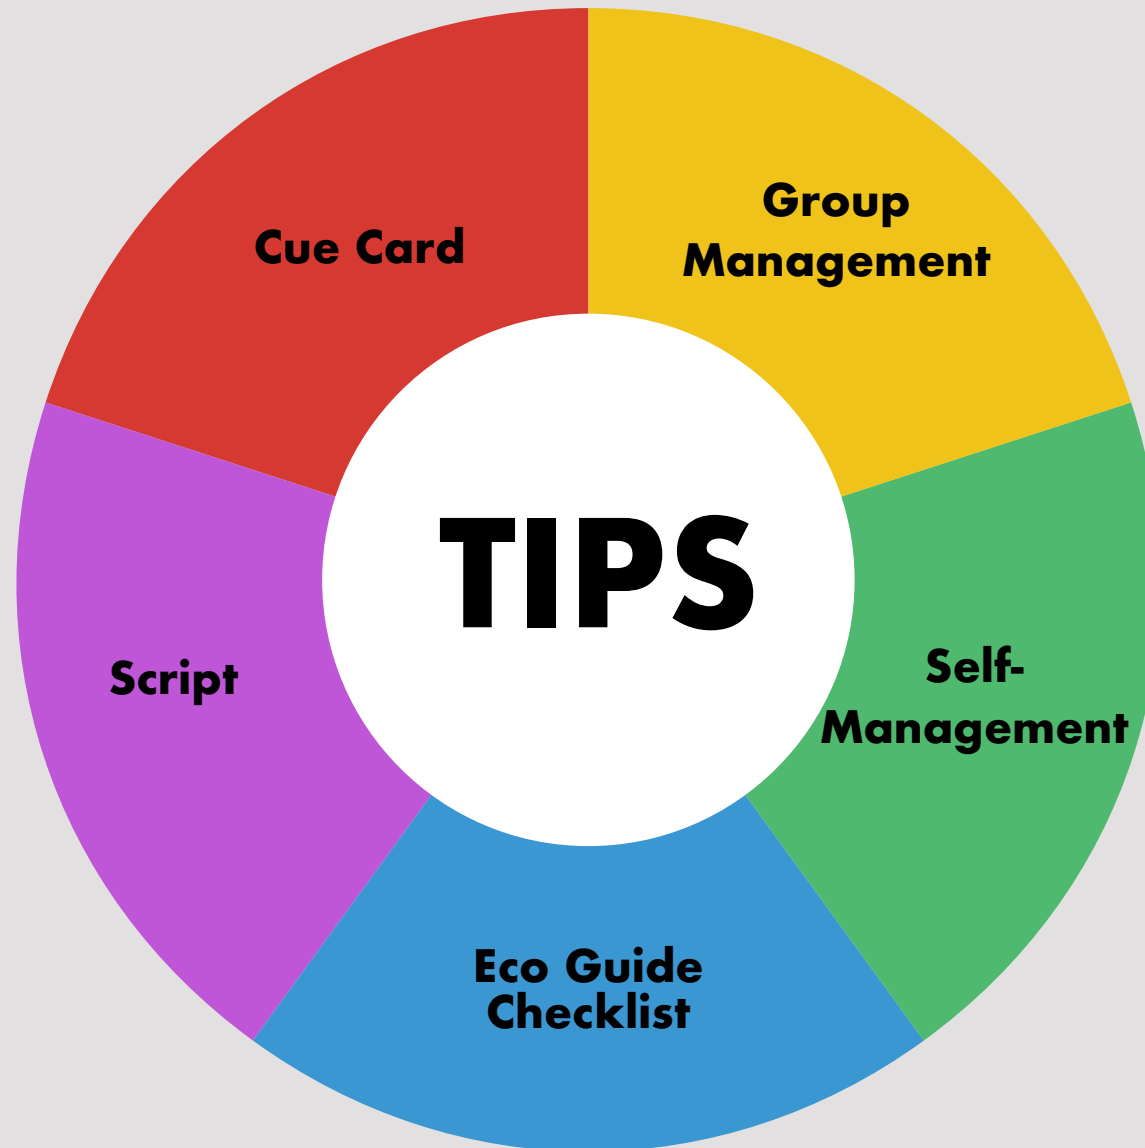 Cue Card
Group
Management
TIPS
Script
Self-
Management
Eco Guide
Checklist